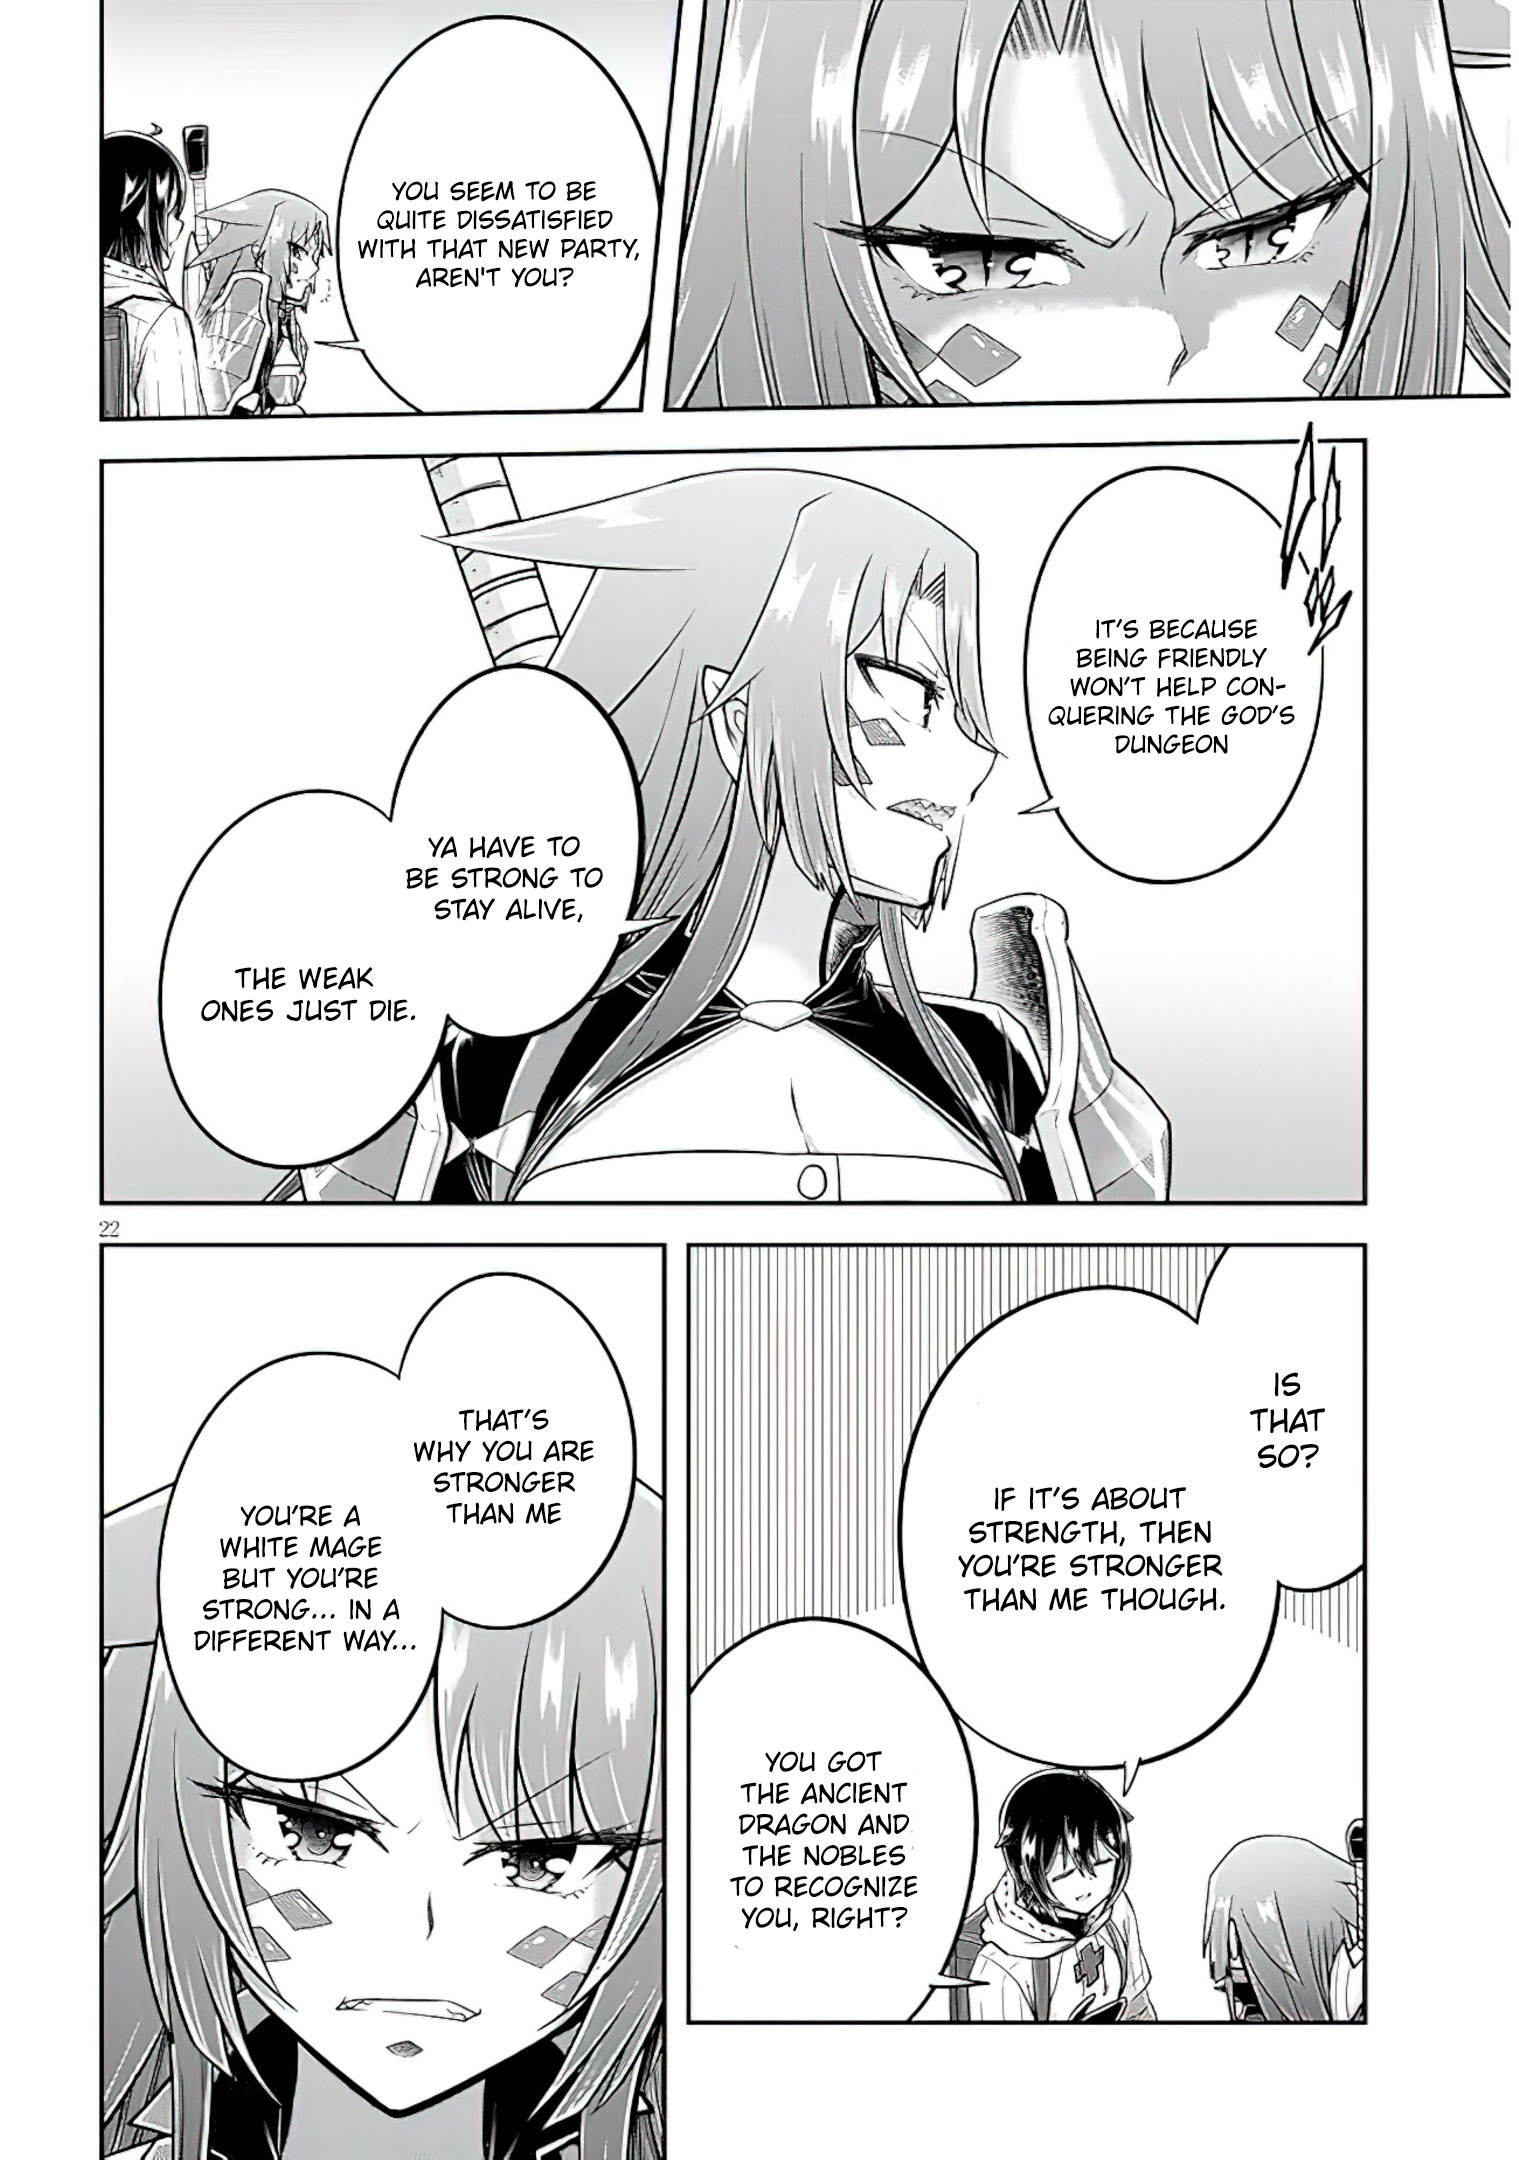 YOU SEEM TO BE
QUITE DISSATISFIED
WITH THAT NEW PARTY,
AREN'T YOU?
IT'S BECAUSE
BEING FRIENDLY
WON'T HELP CON-
QUERING THE GOD'S
DUNGEON
YA HAVE TO
BE STRONG TO
STAY ALIVE,
THE WEAK
ONES JUST DIE.
22
IS
THAT
SO?
IF IT'S ABOUT
STRENGTH, THEN
YOU'RE STRONGER
THAN ME THOUGH.
YOU GOT
THE ANCIENT
DRAGON AND
THE NOBLES
TO RECOGNIZE
YOU, RIGHT?
THAT'S
WHY YOU ARE
STRONGER
THAN ME
YOU'RE A
WHITE MAGE
BUT YOU'RE
STRONG... IN A
DIFFERENT WAY...